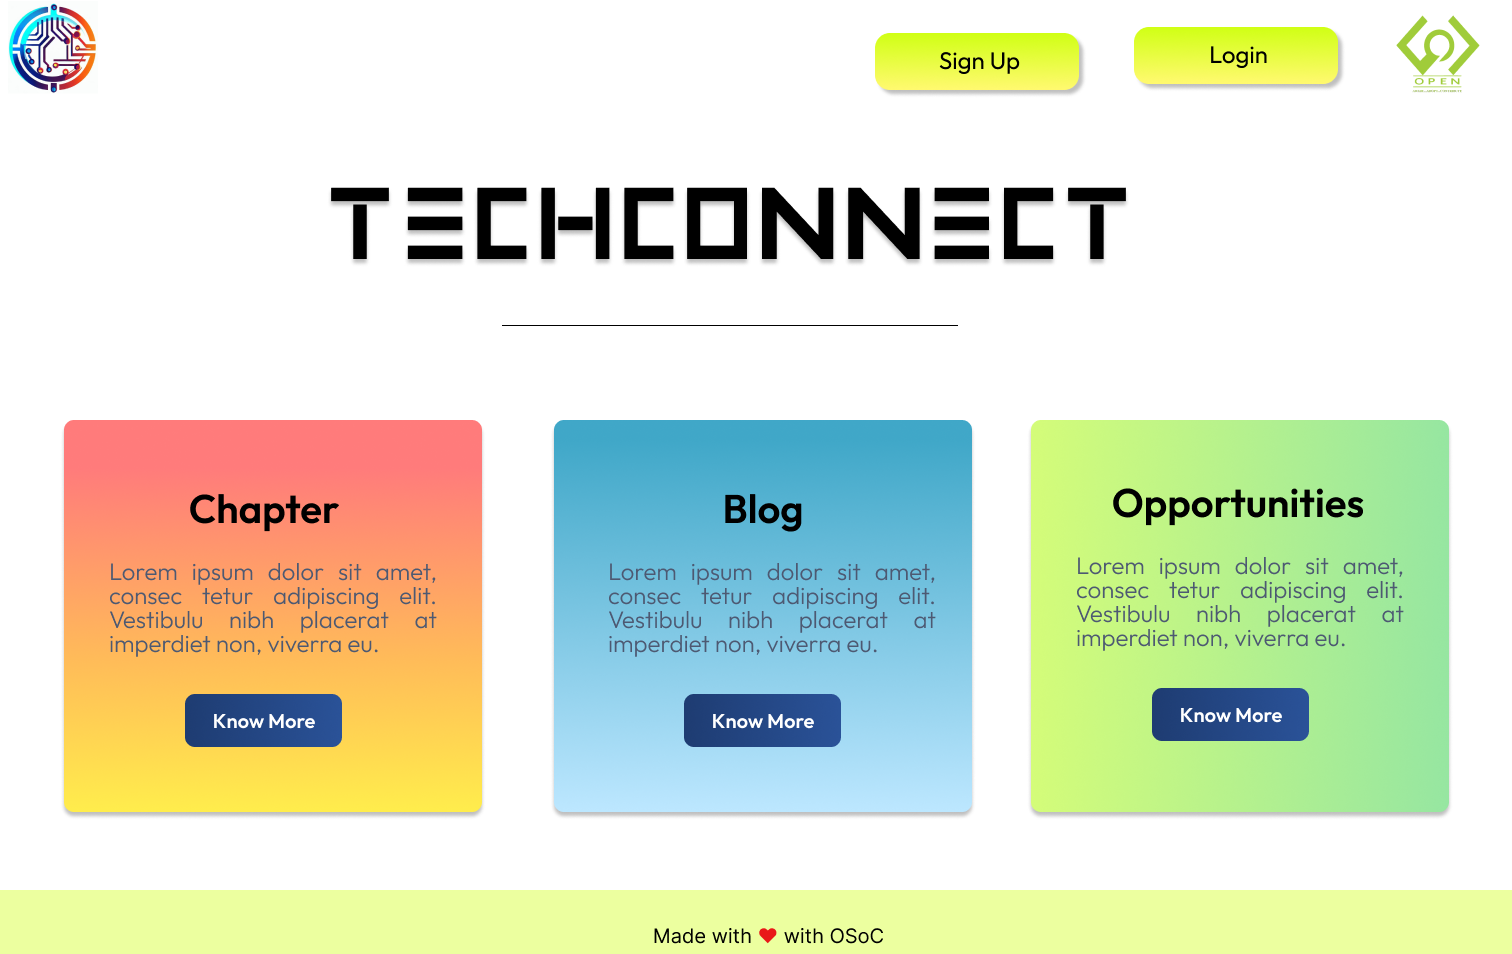 Sign Up
Login
OPEN
TECHCONNECT
Chapter
Lorem ipsum dolor sit amet,
consec tetur adipiscing elit.
Vestibulu nibh placerat at
imperdiet non, viverra eu.
Know More
Blog
Lorem ipsum dolor sit amet,
consec tetur adipiscing elit.
Vestibulu nibh placerat at
imperdiet non, viverra eu.
Know More
Opportunities
Lorem ipsum dolor sit amet,
consec tetur adipiscing elit.
Vestibulu nibh placerat at
imperdiet non, viverra eu.
Know More
Made with ❤ with OSoC